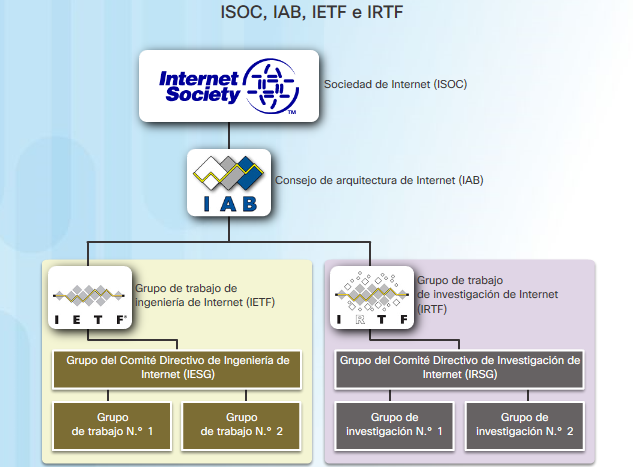 ISOC, IAB, IETF e IRTF
Internet
Society
TM
Sociedad de Internet (ISOC)
I A B
Consejo de arquitectura de Internet (IAB)
I E T F®
Grupo de trabajo de
ingeniería de Internet (IETF)
I R T F
Grupo de trabajo
de investigación de Internet
(IRTF)
Grupo del Comité Directivo de Ingeniería de
Internet (IESG)
Grupo
de trabajo N.° 1
Grupo
de trabajo N.° 2
Grupo del Comité Directivo de Investigación de
Internet (IRSG)
Grupo de
investigación N.° 1
Grupo de
investigación N.° 2